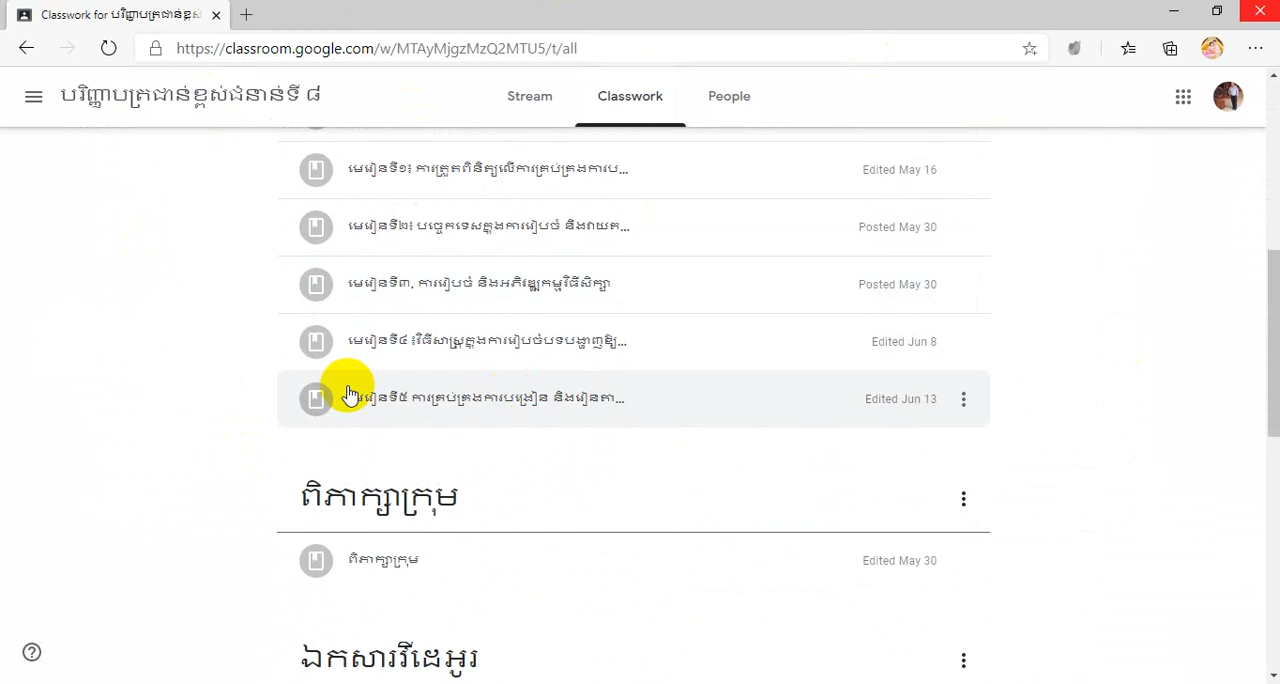 Classwork for បរិញ្ញាបត្រជាន់ខ្ពស់
https://classroom.google.com/w/MTAyMjgzMzQ2MTU5/t/all
បរិញ្ញាបត្រជាន់ខ្ពស់ជំនាន់ទី ៨
Stream
Classwork
People
មេរៀនទី១៖ ការត្រួតពិនិត្យលើការគ្រប់គ្រងការប...
Edited May 16
មេរៀនទី២៖ បច្ចេកទេសក្នុងការរៀបចំ និងវាយត...
Posted May 30
មេរៀនទី៣. ការរៀបចំ និងអភិវឌ្ឍកម្មវិធីសិក្សា
Posted May 30
មេរៀនទី៤ ៖វិធីសាស្ត្រក្នុងការរៀបចំបទបង្ហាញឱ្យ...
Edited Jun 8
មេរៀនទី៥ ការគ្រប់គ្រងការបង្រៀន និងរៀនតា...
Edited Jun 13
ពិភាក្សាក្រុម
ពិភាក្សាក្រុម
Edited May 30
ឯកសារវីដេអូរ